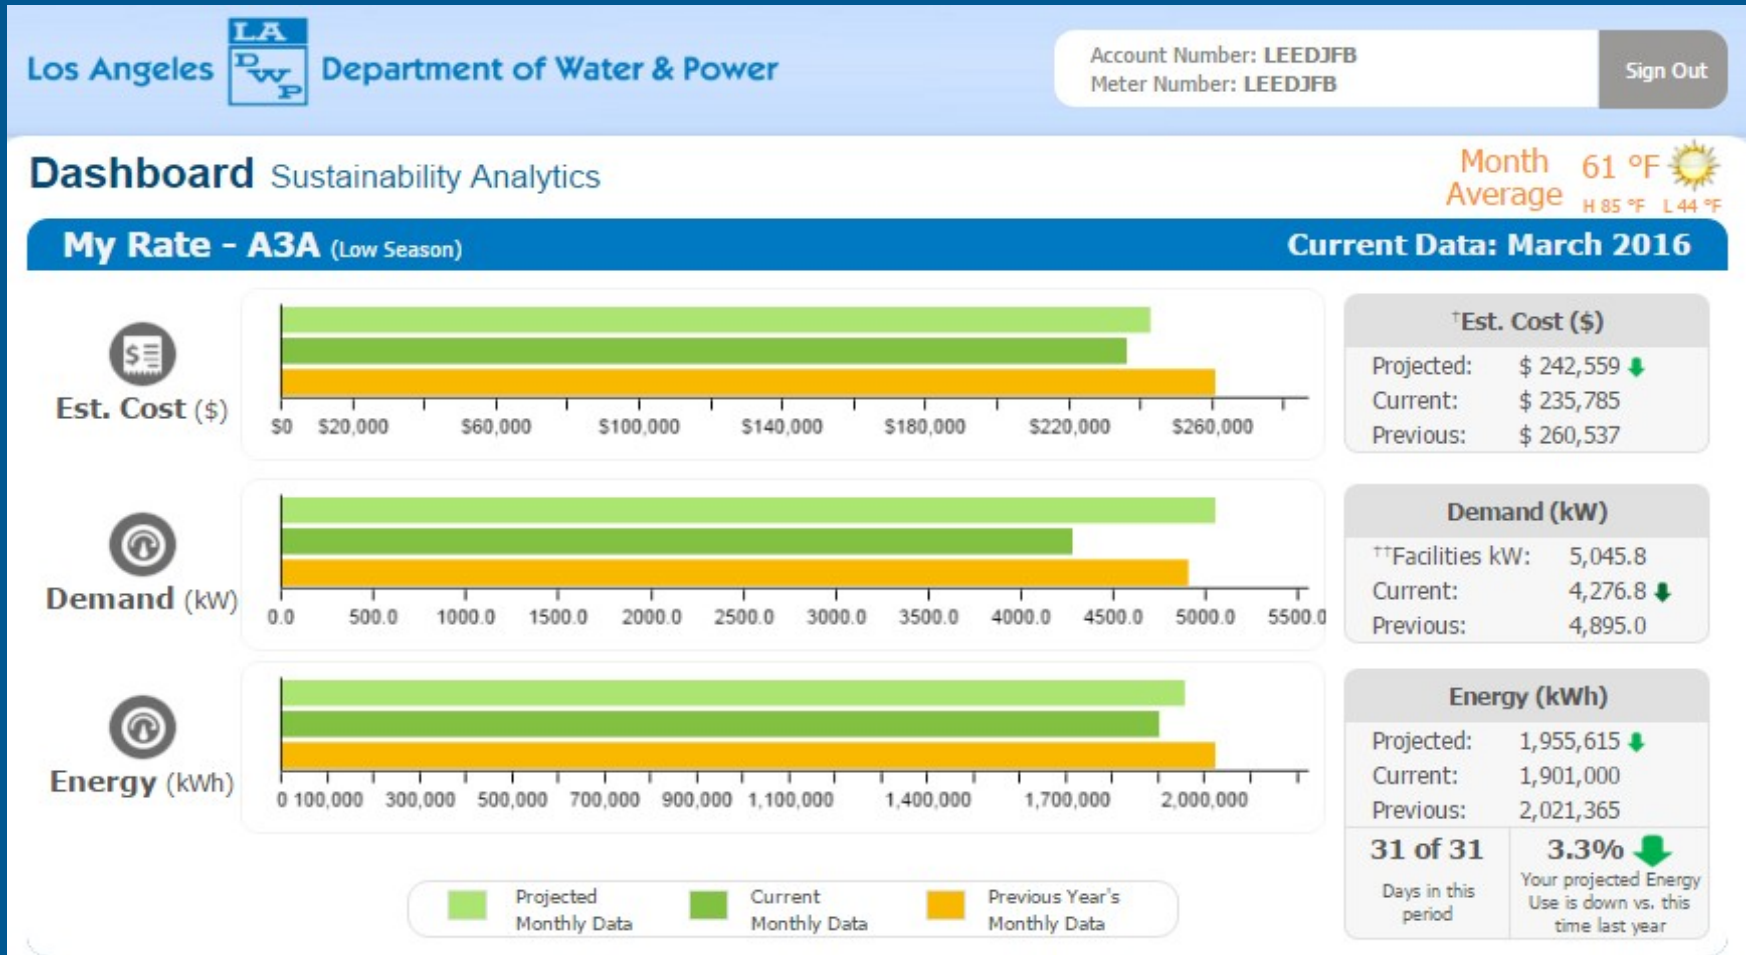 Los Angeles LA DWP Department of Water & Power
Account Number: LEEDJFB
Meter Number: LEEDJFB
Sign Out
Dashboard Sustainability Analytics
Month Average 61 °F
H 85 °F L 44 °F
My Rate - A3A (Low Season)
Current Data: March 2016
Est. Cost ($)
$0 $20,000 $60,000 $100,000 $140,000 $180,000 $220,000 $260,000
†Est. Cost ($)
Projected: $ 242,559
Current: $ 235,785
Previous: $ 260,537
Demand (kW)
0.0 500.0 1000.0 1500.0 2000.0 2500.0 3000.0 3500.0 4000.0 4500.0 5000.0 5500.0
Demand (kW)
††Facilities kW: 5,045.8
Current: 4,276.8
Previous: 4,895.0
Energy (kWh)
0 100,000 300,000 500,000 700,000 900,000 1,100,000 1,400,000 1,700,000 2,000,000
Energy (kWh)
Projected: 1,955,615
Current: 1,901,000
Previous: 2,021,365
31 of 31
Days in this
period
3.3%
Your projected Energy
Use is down vs. this
time last year
Projected
Monthly Data
Current
Monthly Data
Previous Year's
Monthly Data